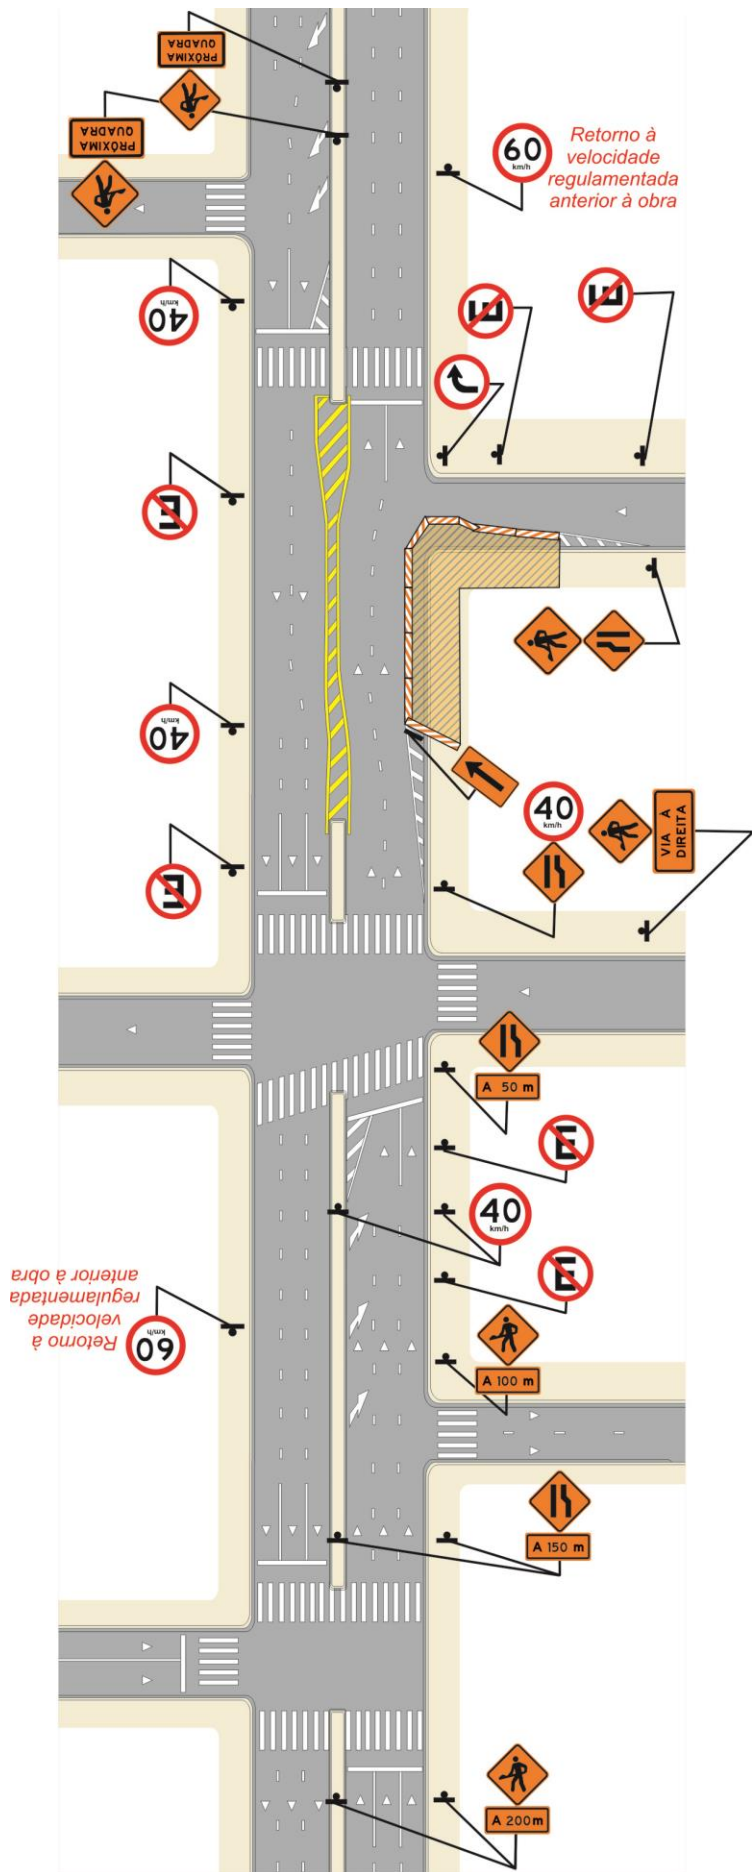 PRÓXIMA
QUADRA
PRÓXIMA
QUADRA
60
km/h
Retorno à
velocidade
regulamentada
anterior à obra
40
km/h
E
E
E
40
km/h
E
40
km/h
VIA À
DIREITA
A 50 m
E
40
km/h
E
Retorno à
velocidade
regulamentada
anterior à obra
60
km/h
A 100 m
A 150 m
A 200 m